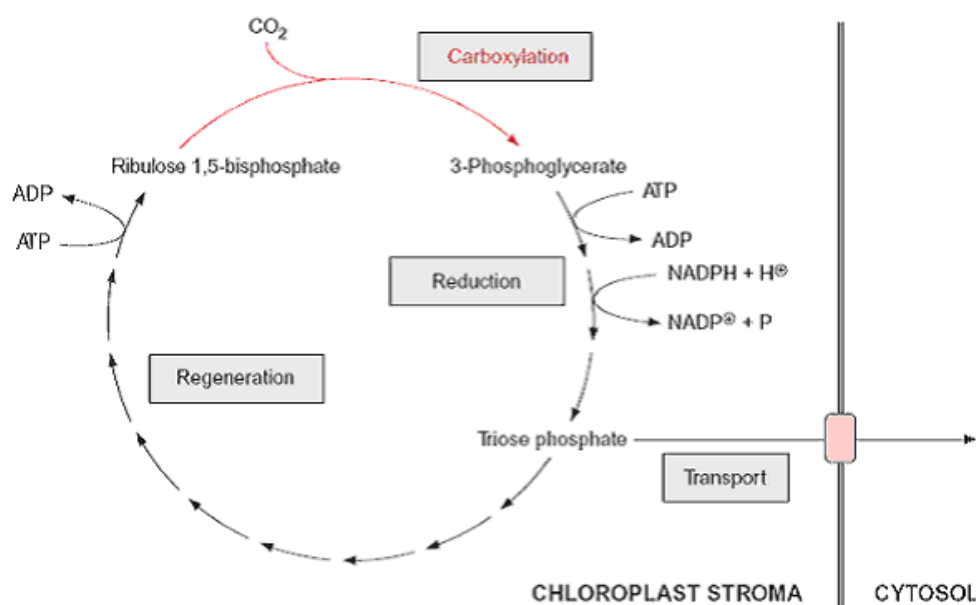 CO₂
Carboxylation
Ribulose 1,5-bisphosphate
3-Phosphoglycerate
ADP
ATP
ATP
ADP
Reduction
NADPH + H⊕
NADP⊕ + P
Regeneration
Triose phosphate
Transport
CHLOROPLAST STROMA
CYTOSOL